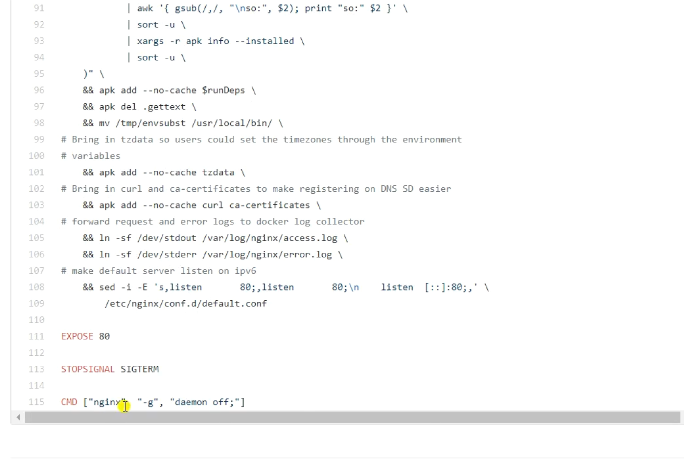 91 | awk '{ gsub(/,/, "\nso:", $2); print "so:" $2 }' \
92 | sort -u \
93 | xargs -r apk info --installed \
94 | sort -u \
95 )" \
96 && apk add --no-cache $runDeps \
97 && apk del .gettext \
98 && mv /tmp/envsubst /usr/local/bin/ \
99 # Bring in tzdata so users could set the timezones through the environment
100 # variables
101 && apk add --no-cache tzdata \
102 # Bring in curl and ca-certificates to make registering on DNS SD easier
103 && apk add --no-cache curl ca-certificates \
104 # forward request and error logs to docker log collector
105 && ln -sf /dev/stdout /var/log/nginx/access.log \
106 && ln -sf /dev/stderr /var/log/nginx/error.log \
107 # make default server listen on ipv6
108 && sed -i -E 's,listen       80;,listen       80;\n    listen  [::]:80;,' \
109 /etc/nginx/conf.d/default.conf
110
111 EXPOSE 80
112
113 STOPSIGNAL SIGTERM
114
115 CMD ["nginx", "-g", "daemon off;"]